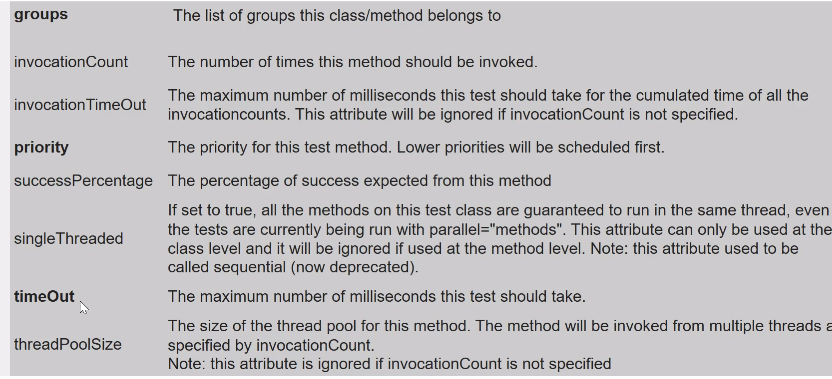 groups The list of groups this class/method belongs to
invocationCount The number of times this method should be invoked.
invocationTimeOut The maximum number of milliseconds this test should take for the cumulated time of all the
invocationcounts. This attribute will be ignored if invocationCount is not specified.
priority The priority for this test method. Lower priorities will be scheduled first.
successPercentage The percentage of success expected from this method
singleThreaded If set to true, all the methods on this test class are guaranteed to run in the same thread, even
the tests are currently being run with parallel="methods". This attribute can only be used at the
class level and it will be ignored if used at the method level. Note: this attribute used to be
called sequential (now deprecated).
timeOut The maximum number of milliseconds this test should take.
threadPoolSize The size of the thread pool for this method. The method will be invoked from multiple threads
specified by invocationCount.
Note: this attribute is ignored if invocationCount is not specified